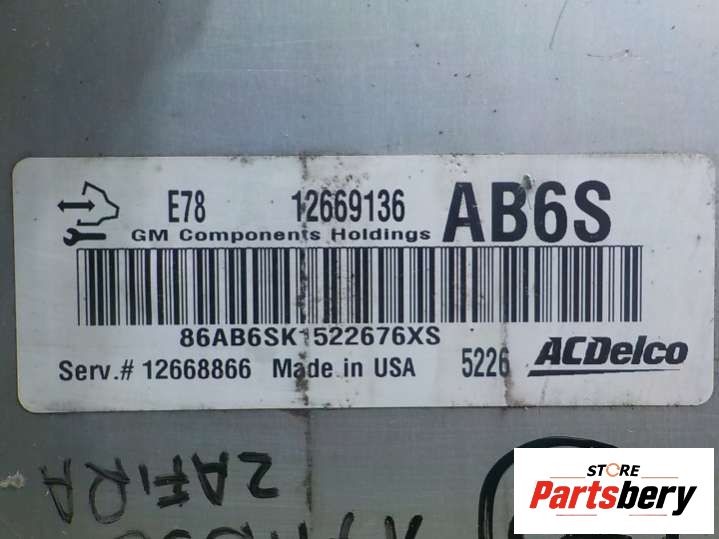 E78 12669136 AB6S
GM Components Holdings
86AB6SK1522676XS
Serv.# 12668866 Made in USA 5226 ACDelco
ZAFIRA
STORE
Partsbery